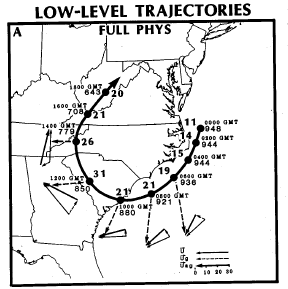 LOW-LEVEL TRAJECTORIES
A
FULL PHYS
1800 GMT
643
20
1600 GMT
708
21
1400 GMT
779
26
11
0000 GMT
948
14
0200 GMT
944
15
0400 GMT
944
19
0600 GMT
936
1200 GMT
850
31
21
1000 GMT
880
21
0800 GMT
921
0 10 20 30